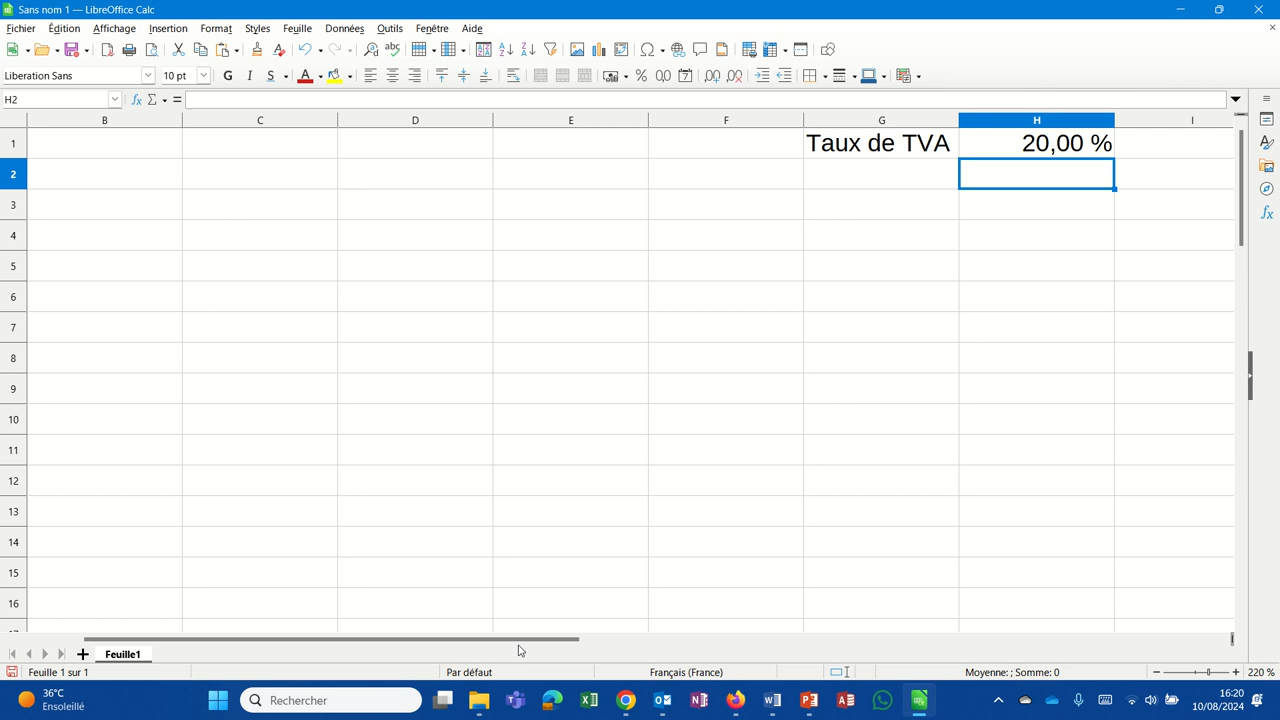 Sans nom 1 — LibreOffice Calc
Fichier Édition Affichage Insertion Format Styles Feuille Données Outils Fenêtre Aide
Liberation Sans 10 pt G I S
H2
B C D E F G H I
1 Taux de TVA 20,00 %
2
3
4
5
6
7
8
9
10
11
12
13
14
15
16
Feuille1
Feuille 1 sur 1 Par défaut Français (France) Moyenne: ; Somme: 0 220 %
36°C
Ensoleillé
Rechercher
16:20
10/08/2024